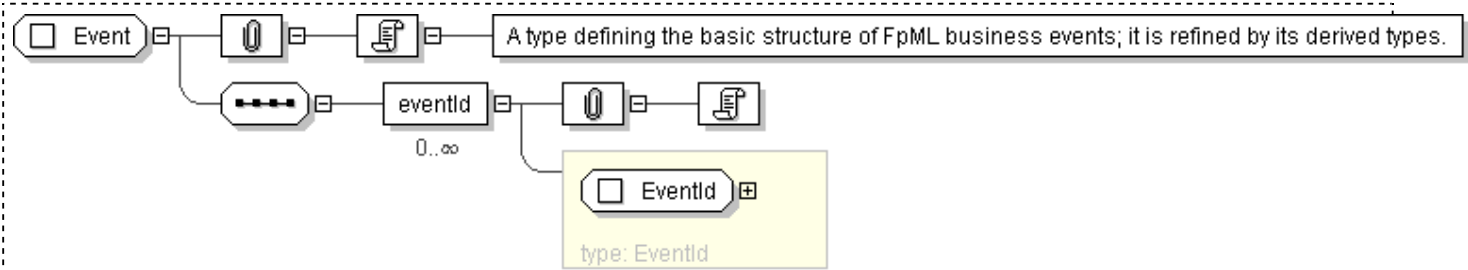 Event
A type defining the basic structure of FpML business events; it is refined by its derived types.
eventId
0..∞
EventId
type: EventId